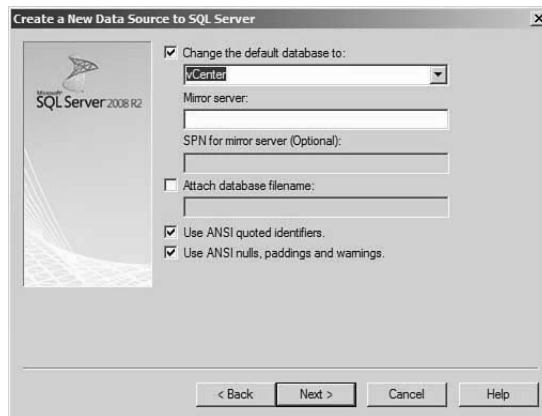 Create a New Data Source to SQL Server
Microsoft
SQL Server 2008 R2
Change the default database to:
vCenter
Mirror server:
SPN for mirror server (Optional):
Attach database filename:
Use ANSI quoted identifiers.
Use ANSI nulls, paddings and warnings.
< Back
Next >
Cancel
Help